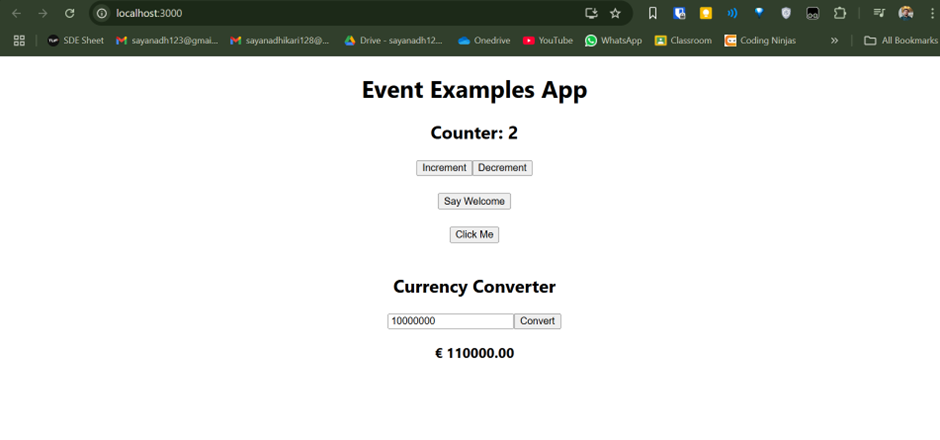 localhost:3000
SDE Sheet sayanadh123@gmai... sayanadhikari128@... Drive - sayanadh12... Onedrive YouTube WhatsApp Classroom Coding Ninjas » All Bookmarks
Event Examples App
Counter: 2
Increment Decrement
Say Welcome
Click Me
Currency Converter
10000000 Convert
€ 110000.00